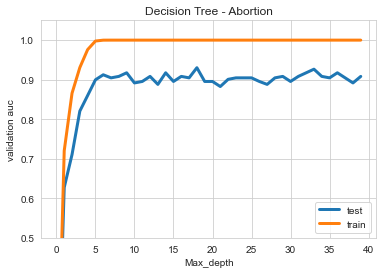 Decision Tree - Abortion
1.0
0.9
0.8
0.7
0.6
0.5
validation auc
0 5 10 15 20 25 30 35 40
Max_depth
test
train